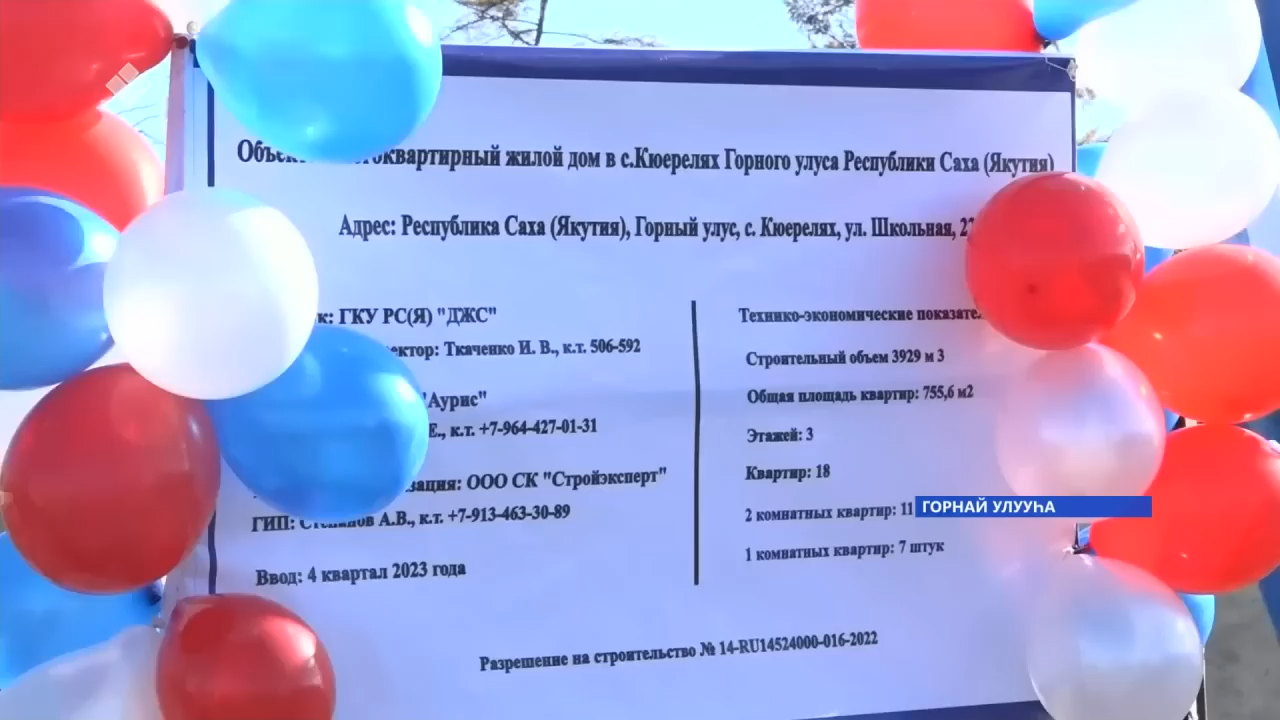 квартирный жилой дом в с.Кюерелях Горного улуса Республики Саха (Якутия)
Адрес: Республика Саха (Якутия), Горный улус, с. Кюерелях, ул. Школьная,
ГКУ РС(Я) "ДЖС"
Ткаченко И. В., к.т. 506-592
"Аурис"
Е., к.т. +7-964-427-01-31
ООО СК "Стройэксперт"
ГИП: А.В., к.т. +7-913-463-30-89
Ввод: 4 квартал 2023 года
Технико-экономические
Строительный объем 3929 м 3
Общая площадь квартир: 755,6 м2
Этажей: 3
Квартир: 18
2 комнатных квартир: 11
1 комнатных квартир: 7 штук
ГОРНАЙ УЛУУҺА
Разрешение на строительство № 14-RU14524000-016-2022